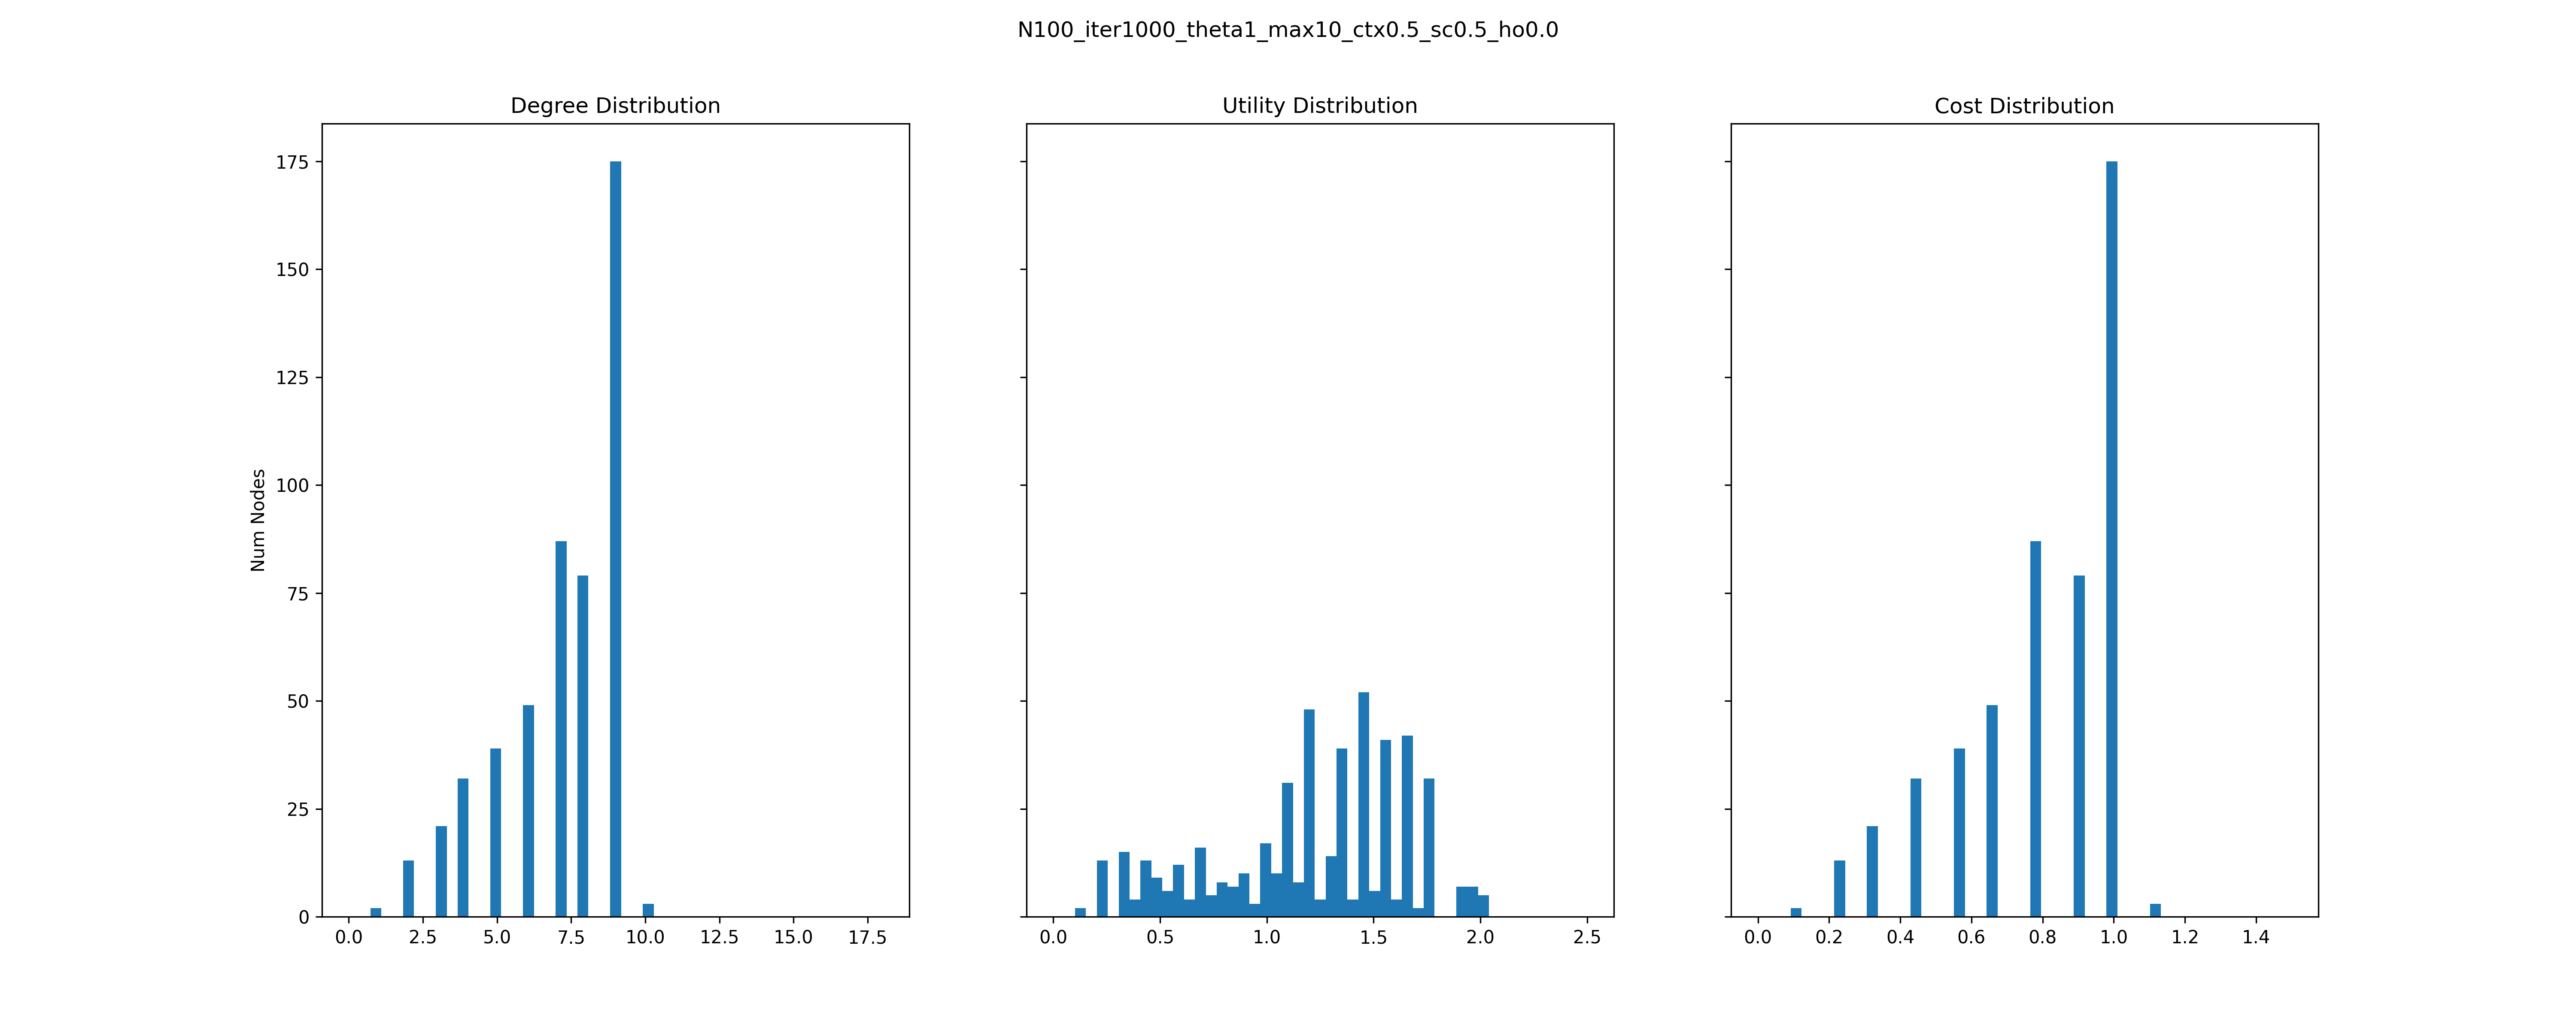 N100_iter1000_theta1_max10_ctx0.5_sc0.5_ho0.0
Degree Distribution
Utility Distribution
Cost Distribution
Num Nodes
175
150
125
100
75
50
25
0
0.0 2.5 5.0 7.5 10.0 12.5 15.0 17.5
0.0 0.5 1.0 1.5 2.0 2.5
0.0 0.2 0.4 0.6 0.8 1.0 1.2 1.4